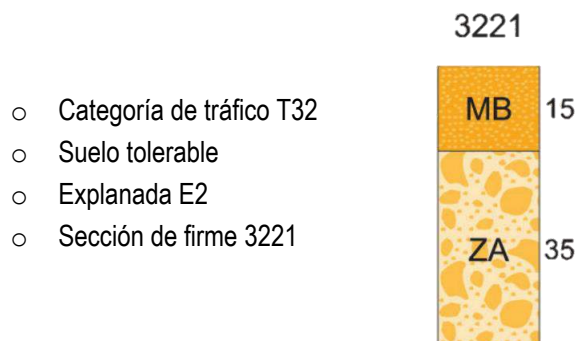 3221
○ Categoría de tráfico T32
○ Suelo tolerable
○ Explanada E2
○ Sección de firme 3221
MB 15
ZA 35